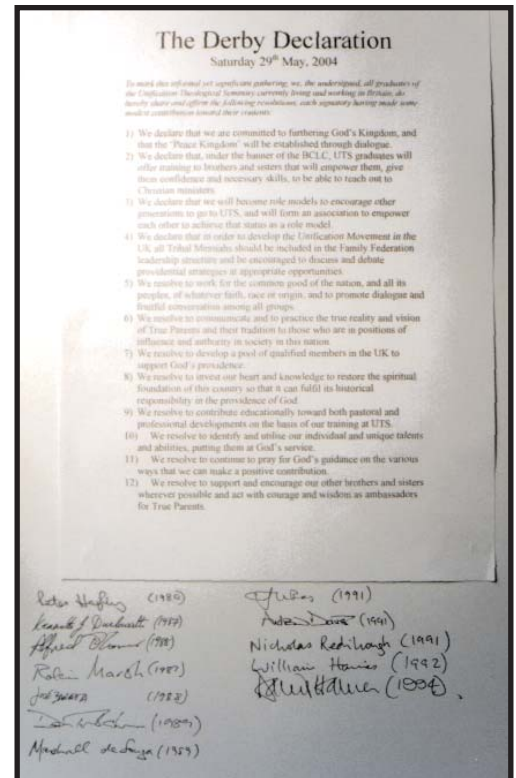 The Derby Declaration
Saturday 29th May, 2004
To mark this informal yet significant gathering, we, the undersigned, all graduates of
the Unification Theological Seminary currently living and working in Britain, do
hereby share and affirm the following resolutions, each signatory having made some
modest contribution toward their contents.
1) We declare that we are committed to furthering God's Kingdom, and
that the "Peace Kingdom" will be established through dialogue.
2) We declare that, under the banner of the BCLC, UTS graduates will
offer training to brothers and sisters that will empower them, give
them confidence and necessary skills, to be able to reach out to
Christian ministers.
3) We declare that we will become role models to encourage other
generations to go to UTS, and will form an association to empower
each other to achieve that status as a role model.
4) We declare that in order to develop the Unification Movement in the
UK all Tribal Messiahs should be included in the Family Federation
leadership structure and be encouraged to discuss and debate
providential strategies at appropriate opportunities.
5) We resolve to work for the common good of the nation, and all its
peoples, of whatever faith, race or origin, and to promote dialogue and
fruitful conversation among all groups.
6) We resolve to communicate and to practice the true reality and vision
of True Parents and their tradition to those who are in positions of
influence and authority in society in this nation.
7) We resolve to develop a pool of qualified members in the UK to
support God's providence.
8) We resolve to invest our heart and knowledge to restore the spiritual
foundation of this country so that it can fulfil its historical
responsibility in the providence of God.
9) We resolve to contribute educationally toward both pastoral and
professional developments on the basis of our training at UTS.
10) We resolve to identify and utilise our individual and unique talents
and abilities, putting them at God's service.
11) We resolve to continue to pray for God's guidance on the various
ways that we can make a positive contribution.
12) We resolve to support and encourage our other brothers and sisters
wherever possible and act with courage and wisdom as ambassadors
for True Parents.
(1980)
Kenneth J (1987)
Alfred (1988)
Robin Marsh (1987)
(1988)
(1989)
(1989)
(1991)
(1991)
Nicholas (1991)
William Haines (1992)
(1994)